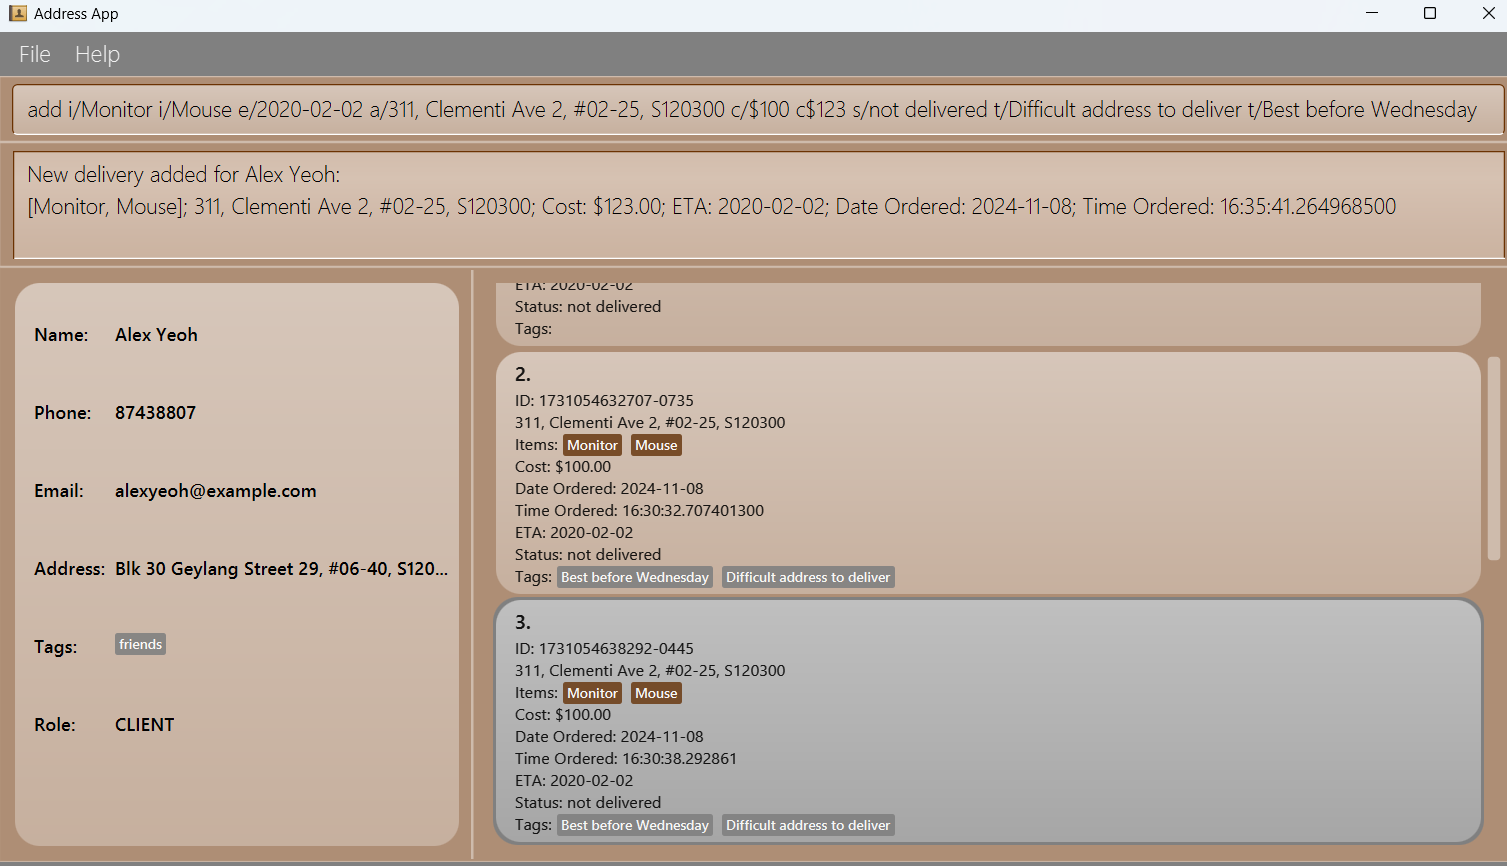 Address App
File Help
add i/Monitor i/Mouse e/2020-02-02 a/311, Clementi Ave 2, #02-25, S120300 c/$100 c$123 s/not delivered t/Difficult address to deliver t/Best before Wednesday
New delivery added for Alex Yeoh:
[Monitor, Mouse]; 311, Clementi Ave 2, #02-25, S120300; Cost: $123.00; ETA: 2020-02-02; Date Ordered: 2024-11-08; Time Ordered: 16:35:41.264968500
Name: Alex Yeoh
Phone: 87438807
Email: alexyeoh@example.com
Address: Blk 30 Geylang Street 29, #06-40, S120...
Tags: friends
Role: CLIENT
ETA: 2020-02-02
Status: not delivered
Tags:
2.
ID: 1731054632707-0735
311, Clementi Ave 2, #02-25, S120300
Items: Monitor Mouse
Cost: $100.00
Date Ordered: 2024-11-08
Time Ordered: 16:30:32.707401300
ETA: 2020-02-02
Status: not delivered
Tags: Best before Wednesday Difficult address to deliver
3.
ID: 1731054638292-0445
311, Clementi Ave 2, #02-25, S120300
Items: Monitor Mouse
Cost: $100.00
Date Ordered: 2024-11-08
Time Ordered: 16:30:38.292861
ETA: 2020-02-02
Status: not delivered
Tags: Best before Wednesday Difficult address to deliver